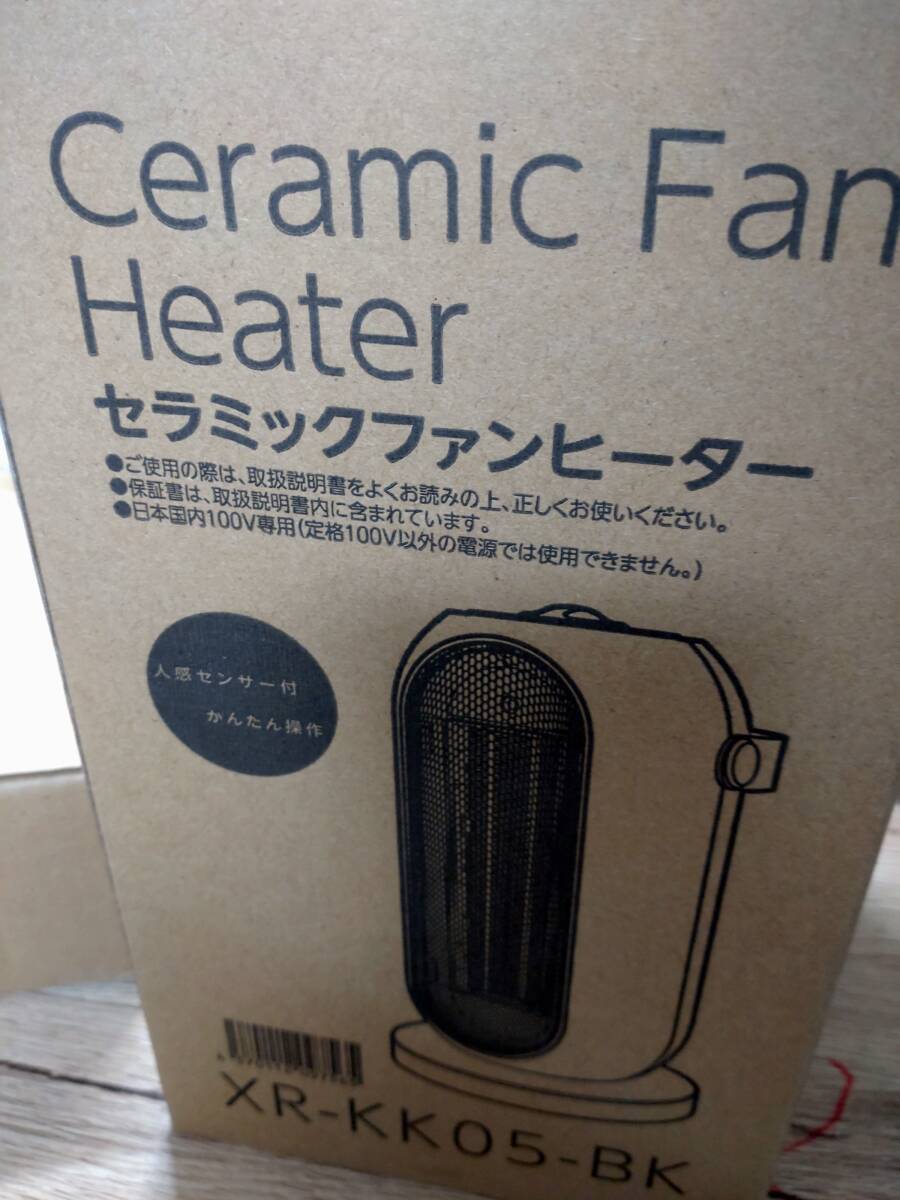 Ceramic Fan
Heater
セラミックファンヒーター
●ご使用の際は、取扱説明書をよくお読みの上、正しくお使いください。
●保証書は、取扱説明書内に含まれています。
●日本国内100V専用(定格100V以外の電源では使用できません。)
人感センサー付
かんたん操作
XR-KK05-BK